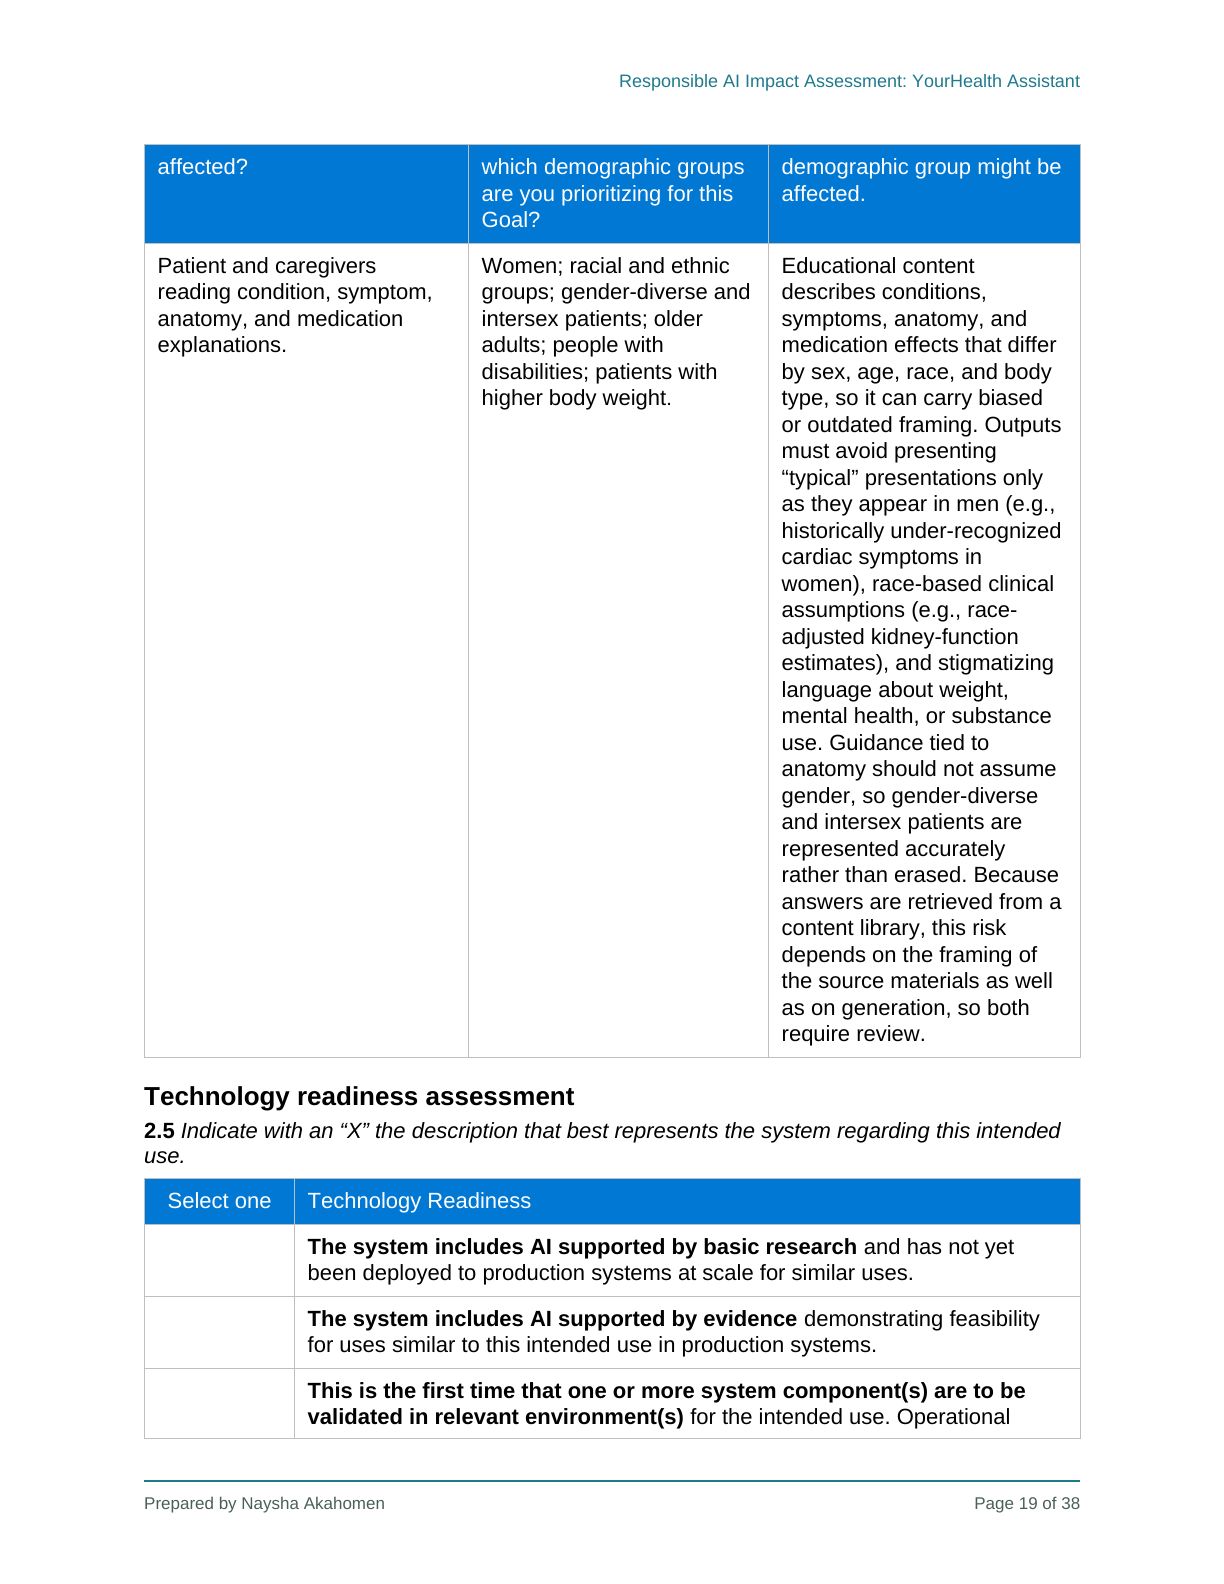 Responsible AI Impact Assessment: YourHealth Assistant
affected?
which demographic groups
are you prioritizing for this
Goal?
demographic group might be
affected.
Patient and caregivers
reading condition, symptom,
anatomy, and medication
explanations.
Women; racial and ethnic
groups; gender-diverse and
intersex patients; older
adults; people with
disabilities; patients with
higher body weight.
Educational content
describes conditions,
symptoms, anatomy, and
medication effects that differ
by sex, age, race, and body
type, so it can carry biased
or outdated framing. Outputs
must avoid presenting
“typical” presentations only
as they appear in men (e.g.,
historically under-recognized
cardiac symptoms in
women), race-based clinical
assumptions (e.g., race-
adjusted kidney-function
estimates), and stigmatizing
language about weight,
mental health, or substance
use. Guidance tied to
anatomy should not assume
gender, so gender-diverse
and intersex patients are
represented accurately
rather than erased. Because
answers are retrieved from a
content library, this risk
depends on the framing of
the source materials as well
as on generation, so both
require review.
Technology readiness assessment
2.5 Indicate with an “X” the description that best represents the system regarding this intended
use.
Select one
Technology Readiness
The system includes AI supported by basic research and has not yet
been deployed to production systems at scale for similar uses.
The system includes AI supported by evidence demonstrating feasibility
for uses similar to this intended use in production systems.
This is the first time that one or more system component(s) are to be
validated in relevant environment(s) for the intended use. Operational
Prepared by Naysha Akahomen
Page 19 of 38